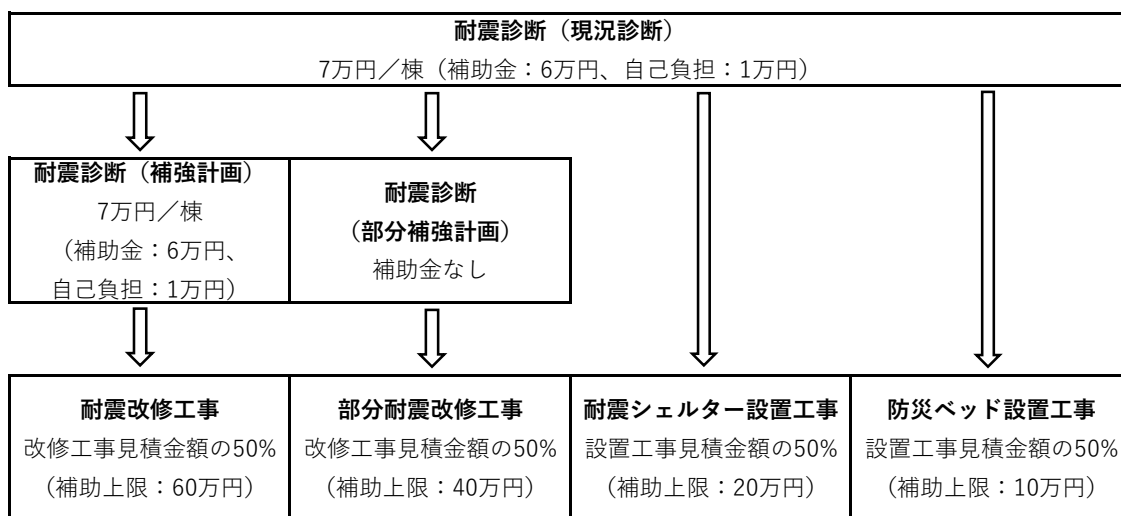 耐震診断（現況診断）
7万円／棟（補助金：6万円、自己負担：1万円）
耐震診断（補強計画）
7万円／棟
（補助金：6万円、
自己負担：1万円）
耐震診断
（部分補強計画）
補助金なし
耐震改修工事
改修工事見積金額の50%
（補助上限：60万円）
部分耐震改修工事
改修工事見積金額の50%
（補助上限：40万円）
耐震シェルター設置工事
設置工事見積金額の50%
（補助上限：20万円）
防災ベッド設置工事
設置工事見積金額の50%
（補助上限：10万円）